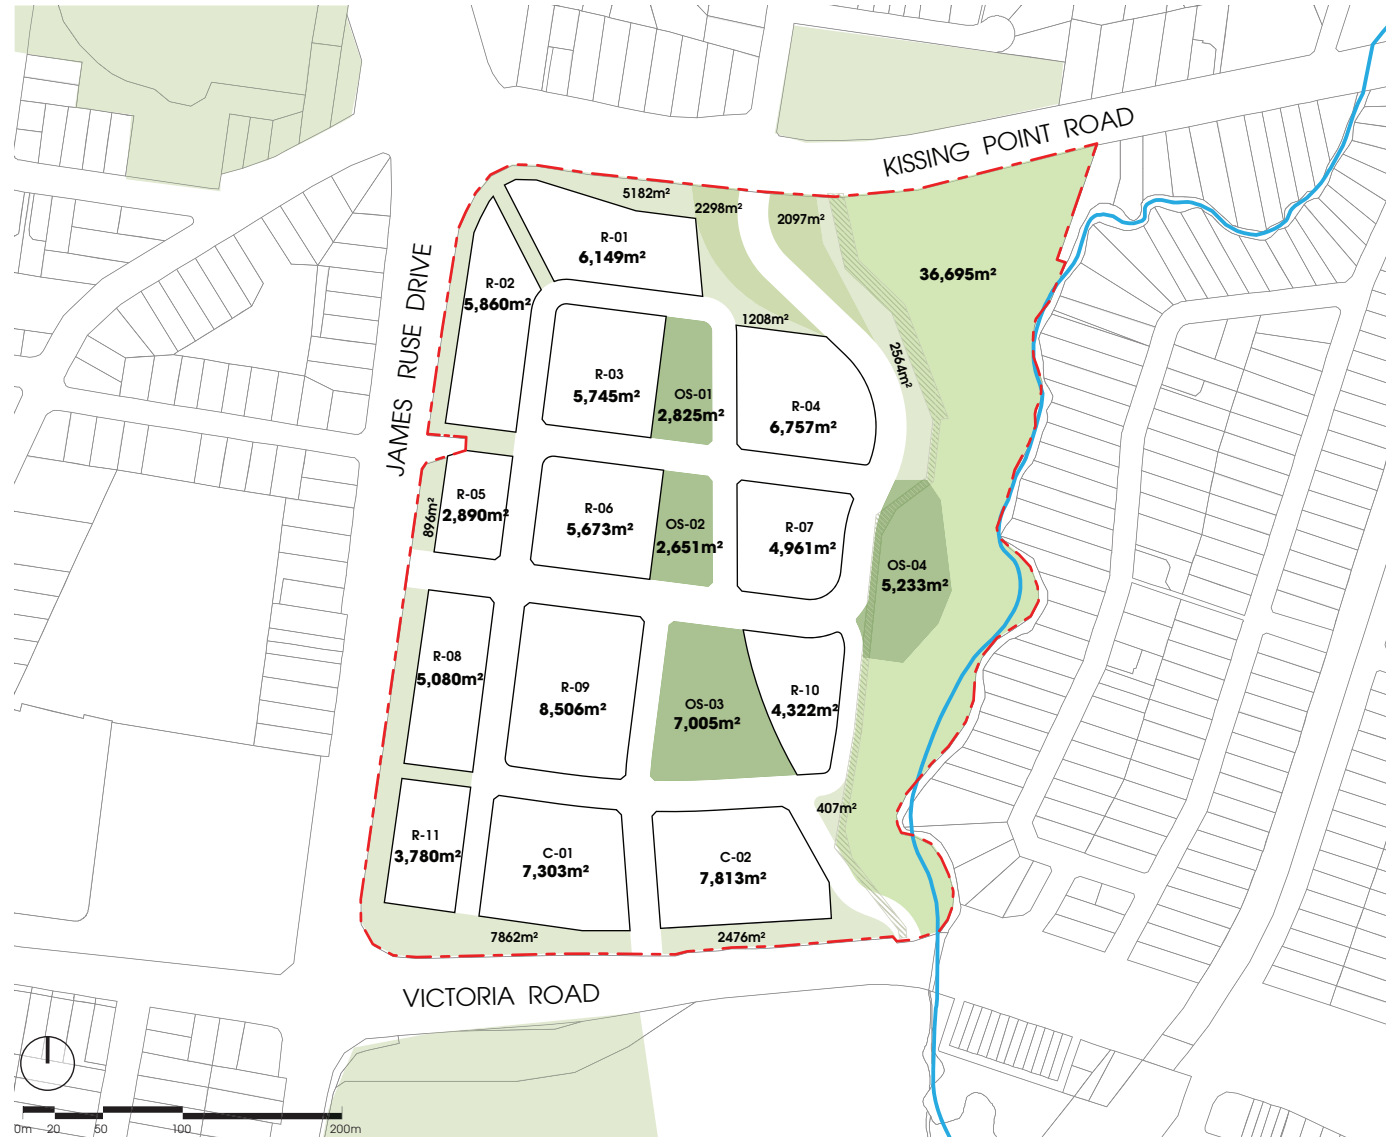 KISSING POINT ROAD
5182m²
2298m²
2097m²
R-01
6,149m²
36,695m²
R-02
5,860m²
JAMES RUSE DRIVE
1208m²
2564m²
R-03
5,745m²
OS-01
2,825m²
R-04
6,757m²
896m²
R-05
2,890m²
R-06
5,673m²
OS-02
2,651m²
R-07
4,961m²
OS-04
5,233m²
R-08
5,080m²
R-09
8,506m²
OS-03
7,005m²
R-10
4,322m²
407m²
R-11
3,780m²
C-01
7,303m²
C-02
7,813m²
7862m²
2476m²
VICTORIA ROAD
0m 20 50 100 200m